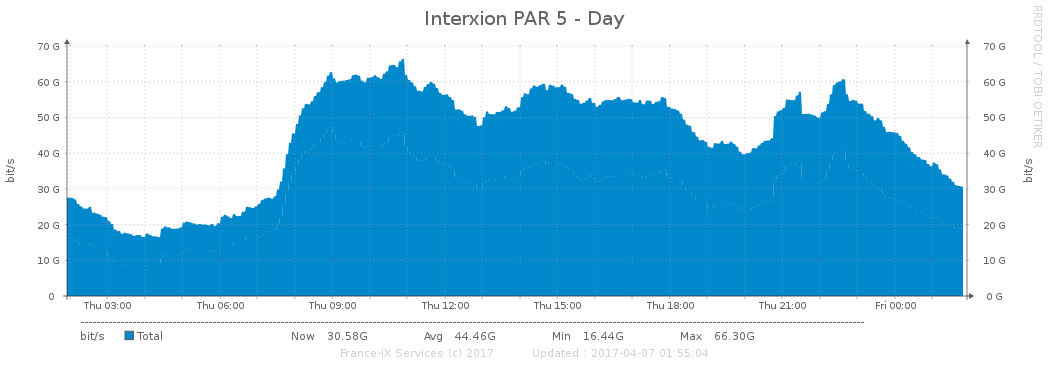 Interxion PAR 5 - Day
RRDTOOL / TOBI OETIKER
70 G 70 G
60 G 60 G
50 G 50 G
40 G 40 G
30 G 30 G
20 G 20 G
10 G 10 G
0 0 G
bit/s
bit/s
Thu 03:00 Thu 06:00 Thu 09:00 Thu 12:00 Thu 15:00 Thu 18:00 Thu 21:00 Fri 00:00
bit/s Total Now 30.58G Avg 44.46G Min 16.44G Max 66.30G
France-IX Services (c) 2017 Updated : 2017-04-07 01:55:04